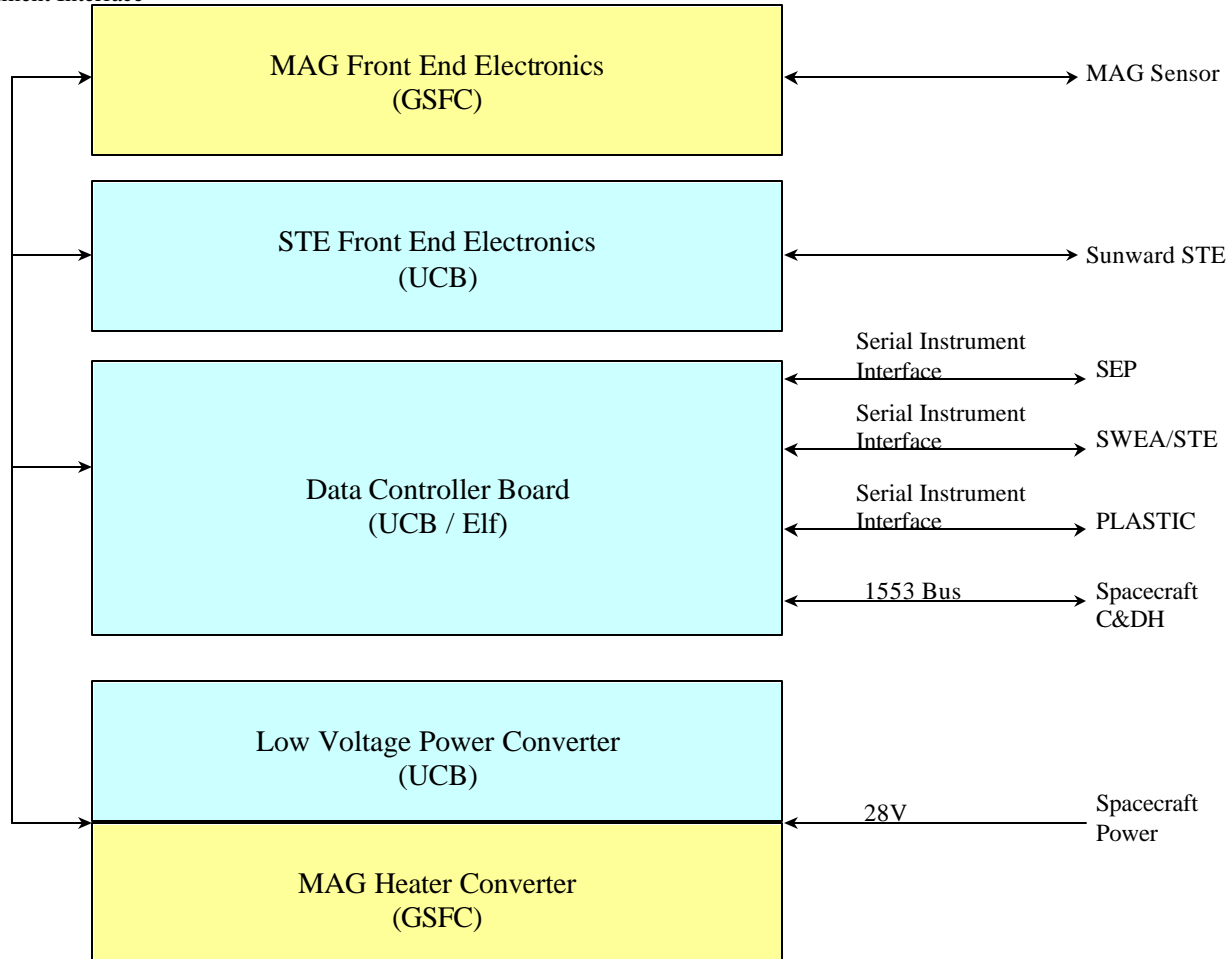 Interface
MAG Front End Electronics
(GSFC)
MAG Sensor
STE Front End Electronics
(UCB)
Sunward STE
Serial Instrument
Interface
SEP
Serial Instrument
Interface
SWEA/STE
Data Controller Board
(UCB / Elf)
Serial Instrument
Interface
PLASTIC
1553 Bus
Spacecraft
C&DH
Low Voltage Power Converter
(UCB)
28V
Spacecraft
Power
MAG Heater Converter
(GSFC)